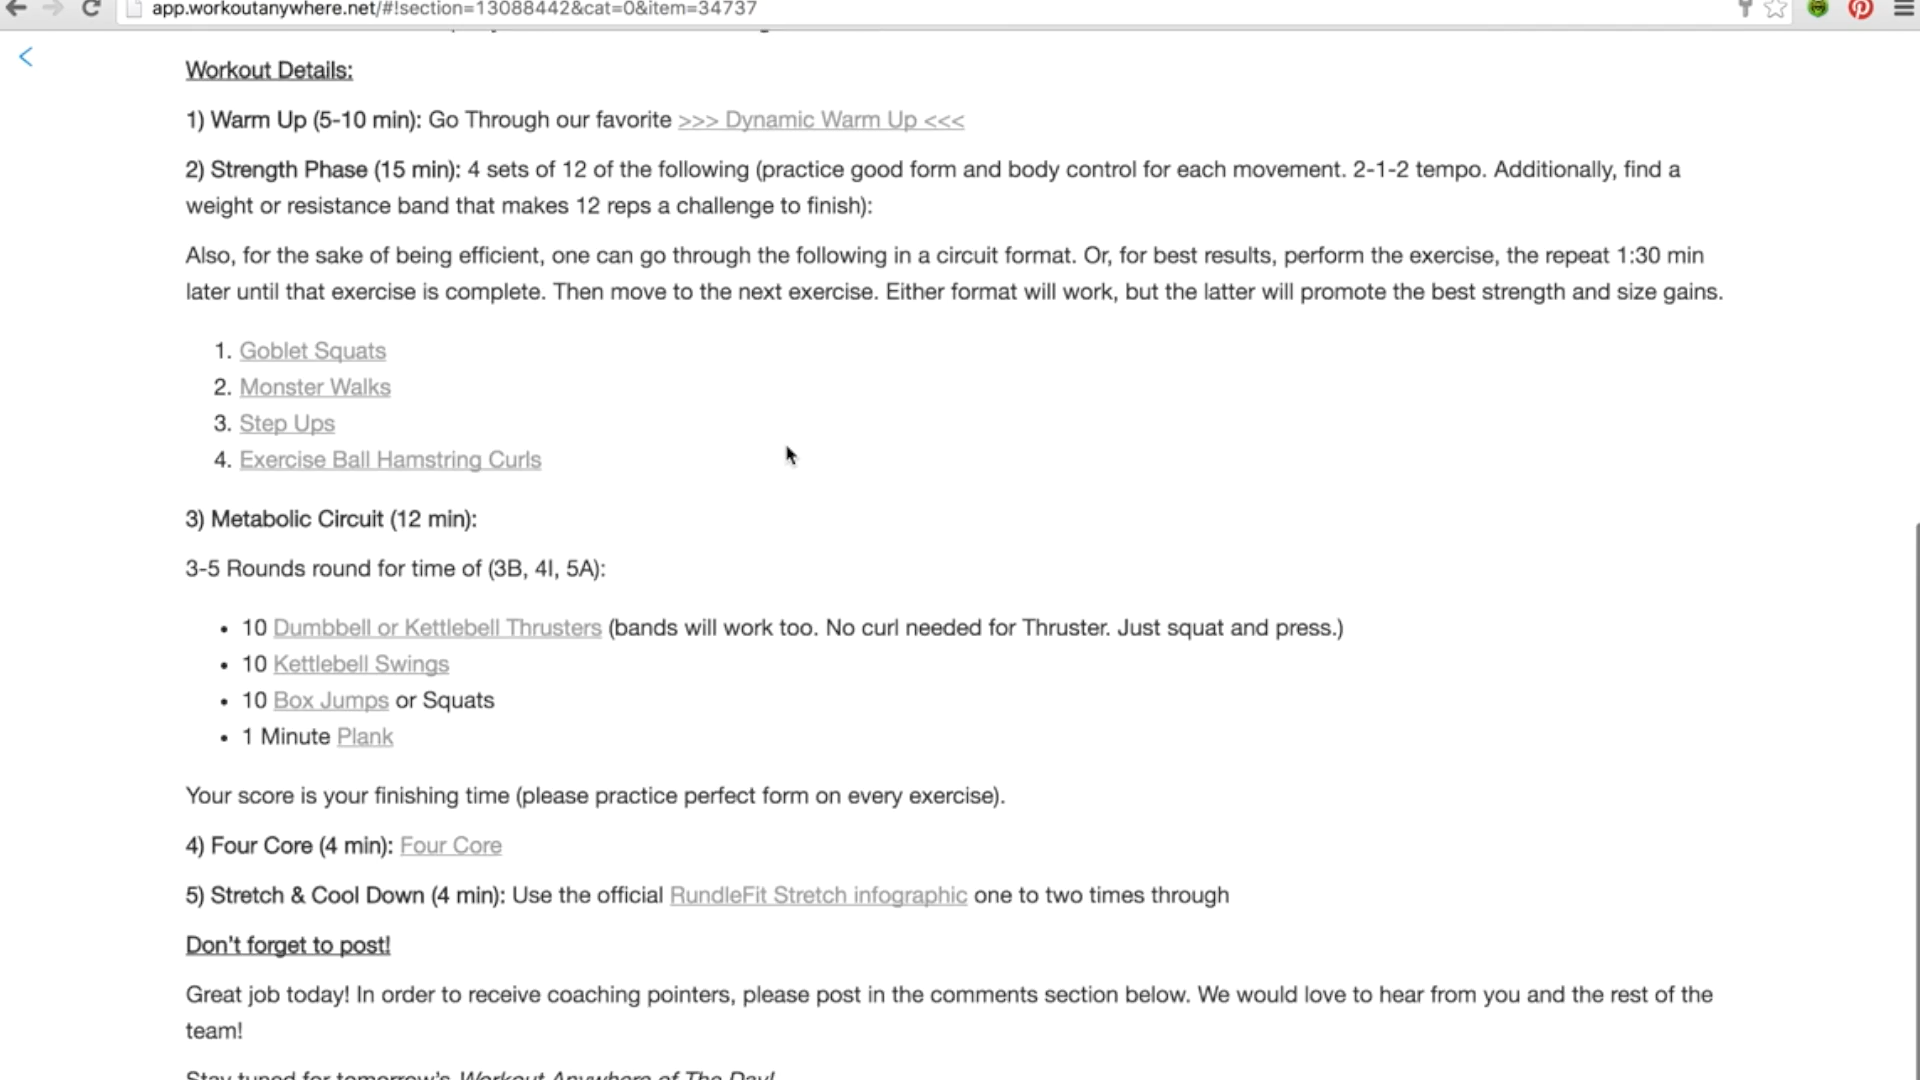 app.workoutanywhere.net/#!section=13088442&cat=0&item=34737
Workout Details:
1) Warm Up (5-10 min): Go Through our favorite >>> Dynamic Warm Up <<<
2) Strength Phase (15 min): 4 sets of 12 of the following (practice good form and body control for each movement. 2-1-2 tempo. Additionally, find a
weight or resistance band that makes 12 reps a challenge to finish):
Also, for the sake of being efficient, one can go through the following in a circuit format. Or, for best results, perform the exercise, the repeat 1:30 min
later until that exercise is complete. Then move to the next exercise. Either format will work, but the latter will promote the best strength and size gains.
1. Goblet Squats
2. Monster Walks
3. Step Ups
4. Exercise Ball Hamstring Curls
3) Metabolic Circuit (12 min):
3-5 Rounds round for time of (3B, 4I, 5A):
• 10 Dumbbell or Kettlebell Thrusters (bands will work too. No curl needed for Thruster. Just squat and press.)
• 10 Kettlebell Swings
• 10 Box Jumps or Squats
• 1 Minute Plank
Your score is your finishing time (please practice perfect form on every exercise).
4) Four Core (4 min): Four Core
5) Stretch & Cool Down (4 min): Use the official RundleFit Stretch infographic one to two times through
Don't forget to post!
Great job today! In order to receive coaching pointers, please post in the comments section below. We would love to hear from you and the rest of the
team!
Stay tuned for tomorrow's Workout Anywhere of The Day!